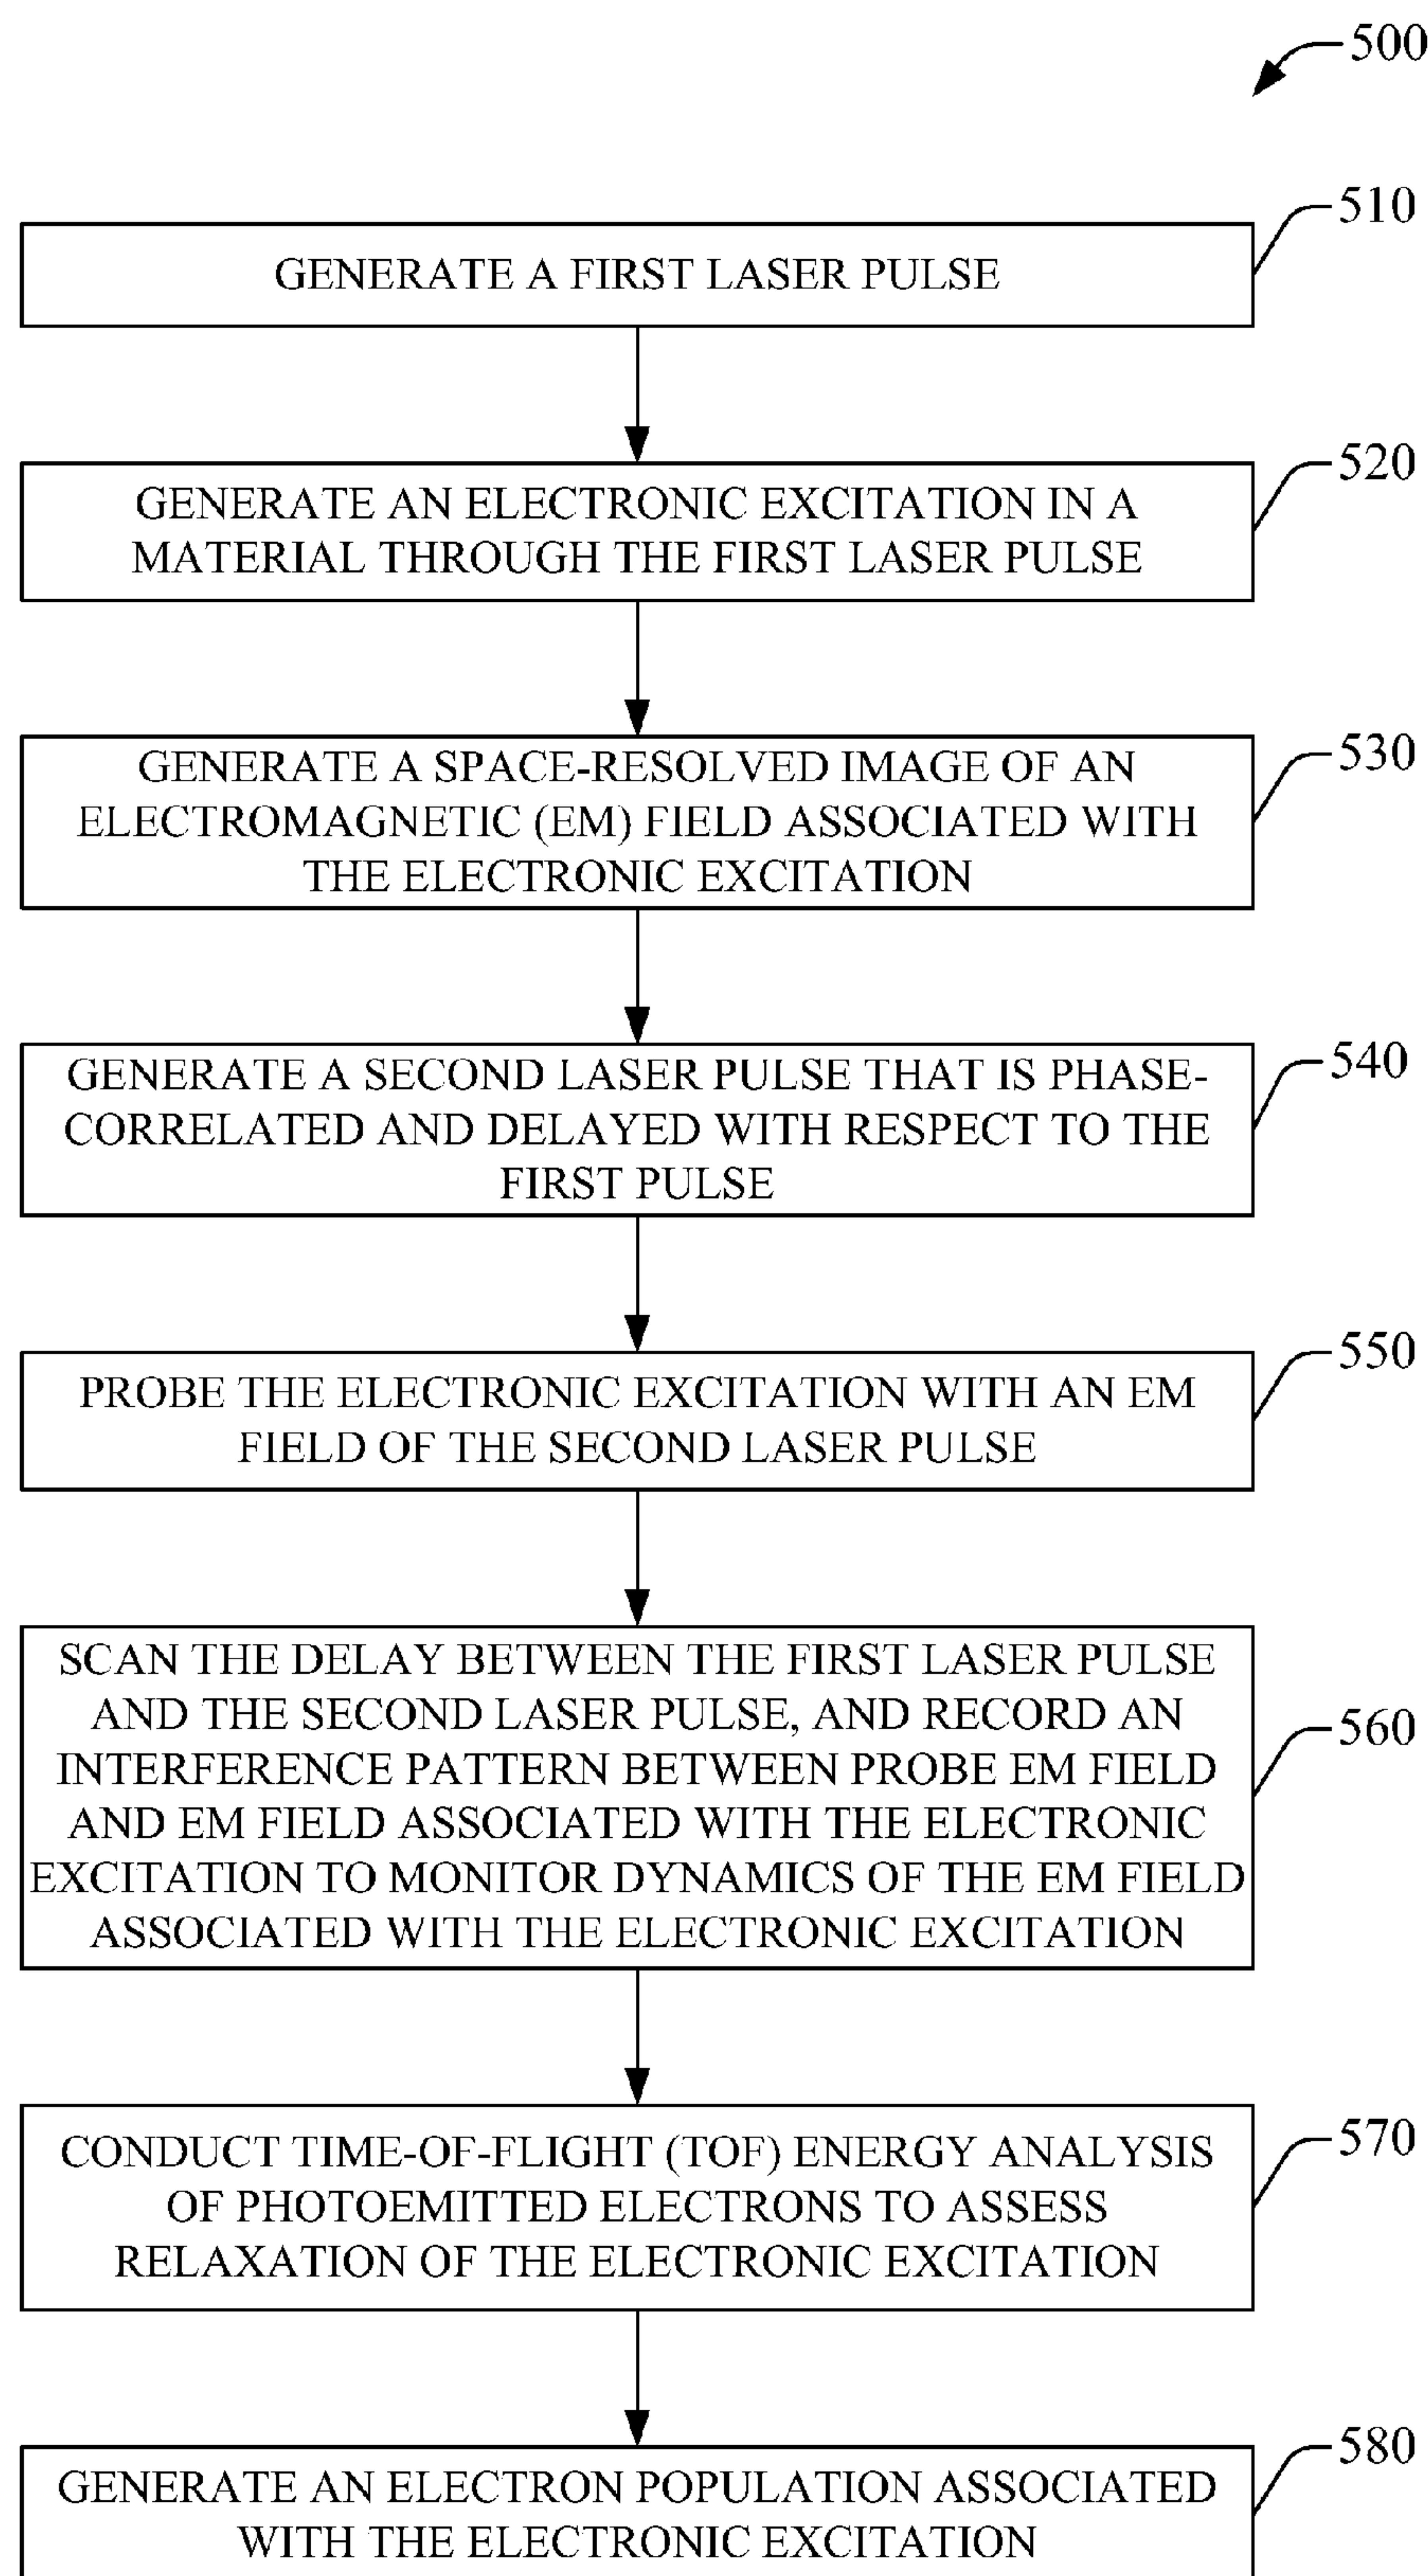 500
510
GENERATE A FIRST LASER PULSE
520
GENERATE AN ELECTRONIC EXCITATION IN A
MATERIAL THROUGH THE FIRST LASER PULSE
530
GENERATE A SPACE-RESOLVED IMAGE OF AN
ELECTROMAGNETIC (EM) FIELD ASSOCIATED WITH
THE ELECTRONIC EXCITATION
540
GENERATE A SECOND LASER PULSE THAT IS PHASE-
CORRELATED AND DELAYED WITH RESPECT TO THE
FIRST PULSE
550
PROBE THE ELECTRONIC EXCITATION WITH AN EM
FIELD OF THE SECOND LASER PULSE
560
SCAN THE DELAY BETWEEN THE FIRST LASER PULSE
AND THE SECOND LASER PULSE, AND RECORD AN
INTERFERENCE PATTERN BETWEEN PROBE EM FIELD
AND EM FIELD ASSOCIATED WITH THE ELECTRONIC
EXCITATION TO MONITOR DYNAMICS OF THE EM FIELD
ASSOCIATED WITH THE ELECTRONIC EXCITATION
570
CONDUCT TIME-OF-FLIGHT (TOF) ENERGY ANALYSIS
OF PHOTOEMITTED ELECTRONS TO ASSESS
RELAXATION OF THE ELECTRONIC EXCITATION
580
GENERATE AN ELECTRON POPULATION ASSOCIATED
WITH THE ELECTRONIC EXCITATION